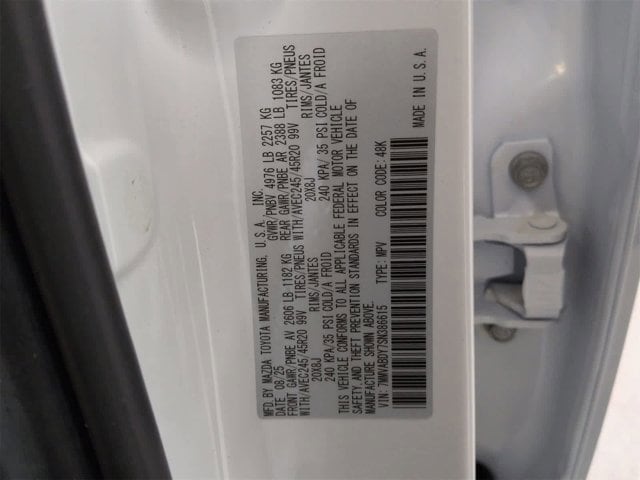 MFD.BY MAZDA TOYOTA MANUFACTURING, U.S.A., INC.
DATE 08/25 GVWR/PNBV 4976 LB 2257 KG
FRONT GAWR/PNBE AV 2606 LB 1182 KG REAR GAWR/PNBE AR 2388 LB 1083 KG
WITH/AVEC245/45R20 99V TIRES/PNEUS WITH/AVEC245/45R20 99V TIRES/PNEUS
20X8J RIMS/JANTES 20X8J RIMS/JANTES
240 KPA/35 PSI COLD/A FROID 240 KPA/35 PSI COLD/A FROID
THIS VEHICLE CONFORMS TO ALL APPLICABLE FEDERAL MOTOR VEHICLE
SAFETY,AND THEFT PREVENTION STANDARDS IN EFFECT ON THE DATE OF
MANUFACTURE SHOWN ABOVE.
VIN:7MMVABDY7SN386615 TYPE:MPV COLOR CODE:48K
MADE IN U.S.A.